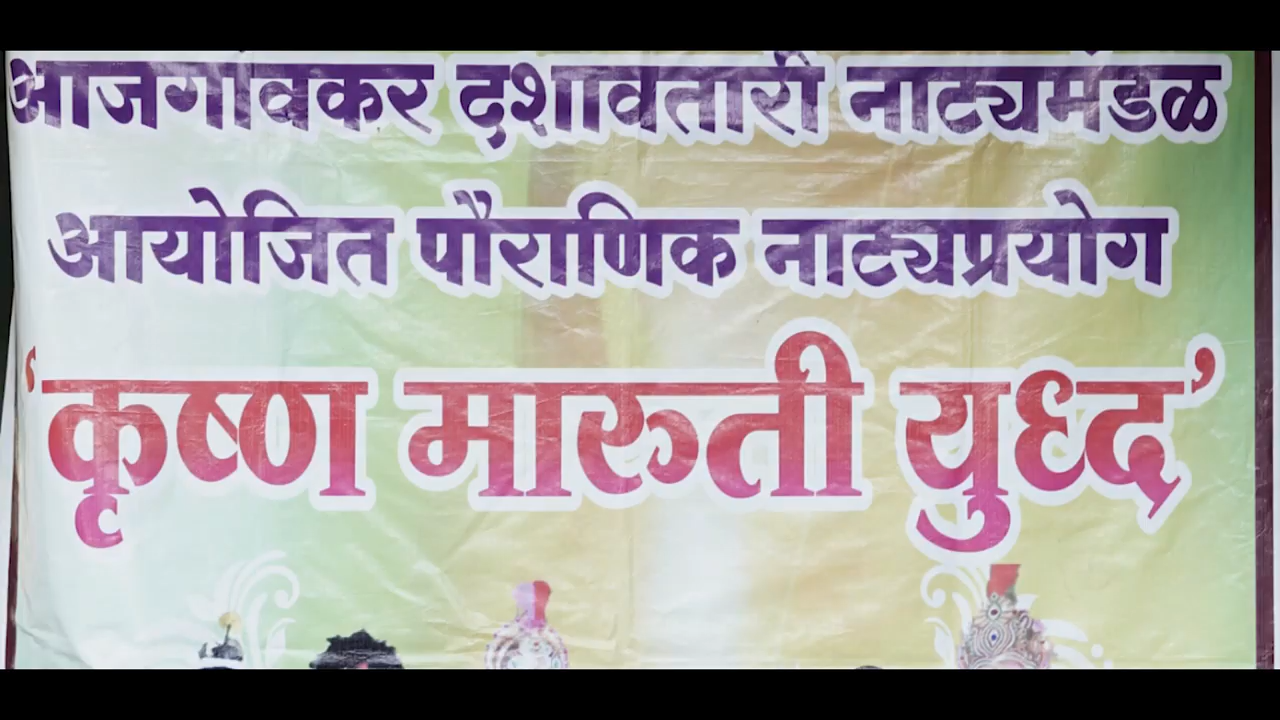 आजगावकर दशावतारी नाट्यमंडळ
आयोजित पौराणिक नाट्यप्रयोग
‘कृष्ण मारुती युध्द’